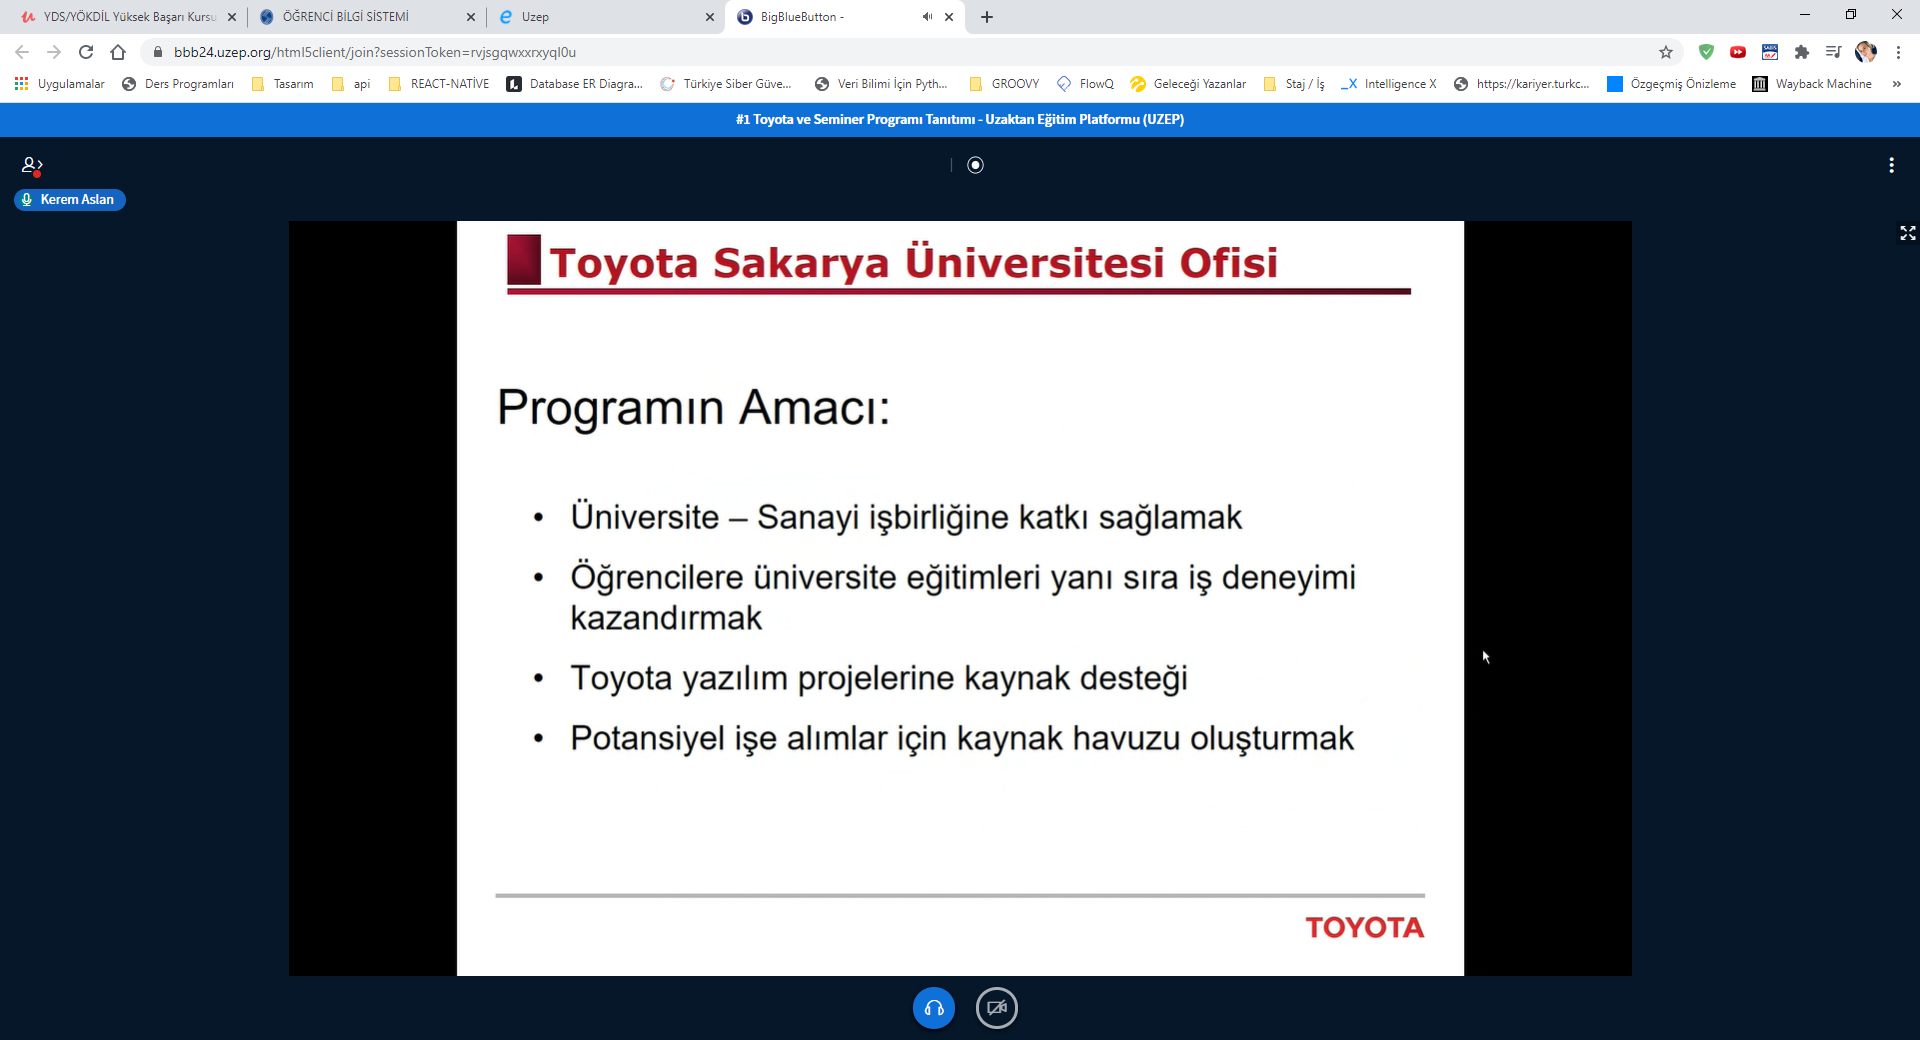 YDS/YÖKDİL Yüksek Başarı Kursu
ÖĞRENCİ BİLGİ SİSTEMİ
Uzep
BigBlueButton -
bbb24.uzep.org/html5client/join?sessionToken=rvjsgqwxxrxyql0u
Uygulamalar
Ders Programları
Tasarım
api
REACT-NATİVE
Database ER Diagra...
Türkiye Siber Güve...
Veri Bilimi İçin Pyth...
GROOVY
FlowQ
Geleceği Yazanlar
Staj / İş
Intelligence X
https://kariyer.turkc...
Özgeçmiş Önizleme
Wayback Machine
#1 Toyota ve Seminer Programı Tanıtımı - Uzaktan Eğitim Platformu (UZEP)
Kerem Aslan
Toyota Sakarya Üniversitesi Ofisi
Programın Amacı:
• Üniversite – Sanayi işbirliğine katkı sağlamak
• Öğrencilere üniversite eğitimleri yanı sıra iş deneyimi
kazandırmak
• Toyota yazılım projelerine kaynak desteği
• Potansiyel işe alımlar için kaynak havuzu oluşturmak
TOYOTA